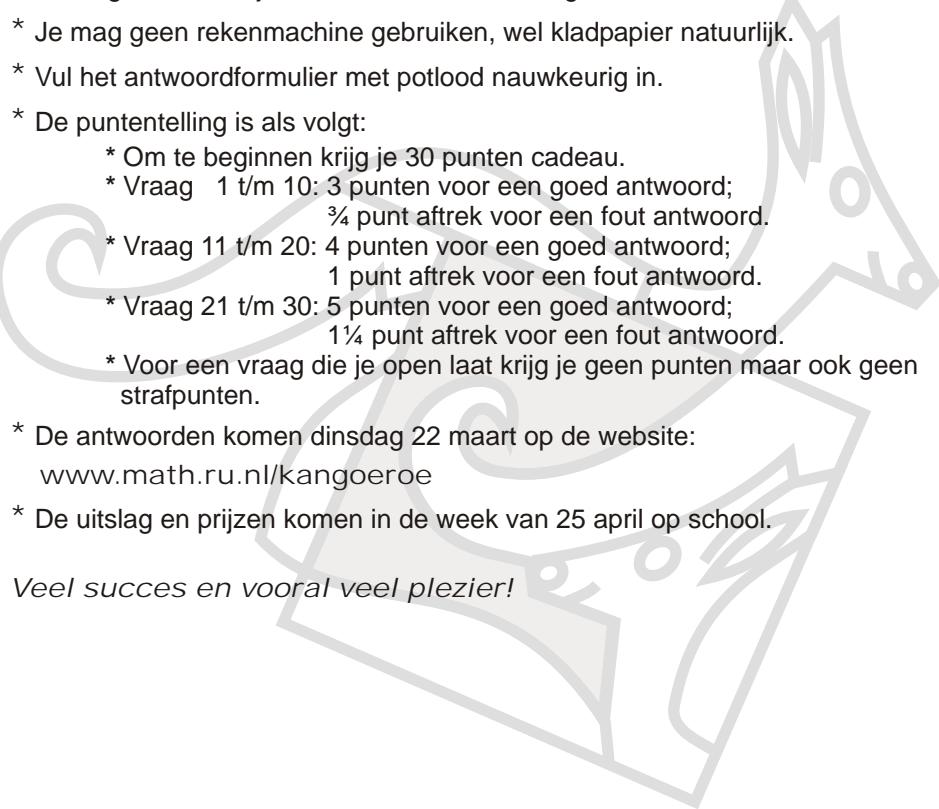 * Je mag geen rekenmachine gebruiken, wel kladpapier natuurlijk.
* Vul het antwoordformulier met potlood nauwkeurig in.
* De puntentelling is als volgt:
* Om te beginnen krijg je 30 punten cadeau.
* Vraag 1 t/m 10: 3 punten voor een goed antwoord;
¾ punt aftrek voor een fout antwoord.
* Vraag 11 t/m 20: 4 punten voor een goed antwoord;
1 punt aftrek voor een fout antwoord.
* Vraag 21 t/m 30: 5 punten voor een goed antwoord;
1¼ punt aftrek voor een fout antwoord.
* Voor een vraag die je open laat krijg je geen punten maar ook geen
strafpunten.
* De antwoorden komen dinsdag 22 maart op de website:
www.math.ru.nl/kangoeroe
* De uitslag en prijzen komen in de week van 25 april op school.
Veel succes en vooral veel plezier!